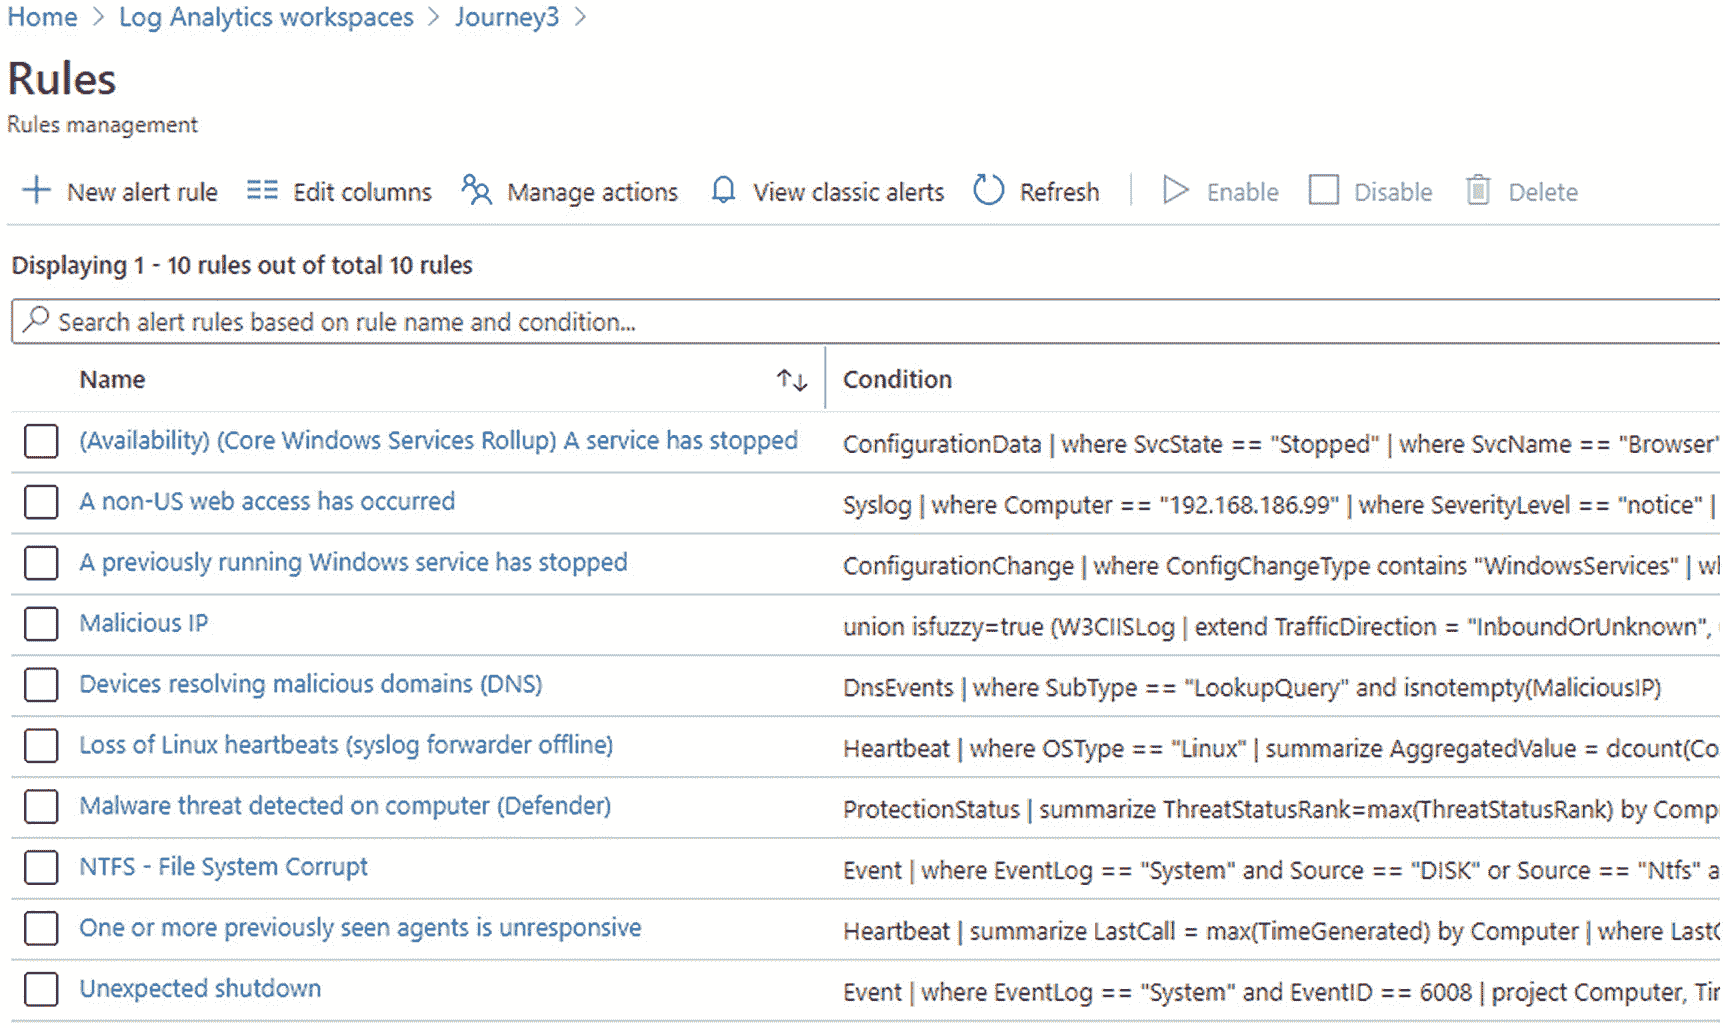 Home > Log Analytics workspaces > Journey3 >
Rules
Rules management
New alert rule Edit columns Manage actions View classic alerts Refresh Enable Disable Delete
Displaying 1 - 10 rules out of total 10 rules
Search alert rules based on rule name and condition...
Name ↑↓ Condition
(Availability) (Core Windows Services Rollup) A service has stopped ConfigurationData | where SvcState == "Stopped" | where SvcName == "Browser"
A non-US web access has occurred Syslog | where Computer == "192.168.186.99" | where SeverityLevel == "notice" |
A previously running Windows service has stopped ConfigurationChange | where ConfigChangeType contains "WindowsServices" |
Malicious IP union isfuzzy=true (W3CIISLog | extend TrafficDirection = "InboundOrUnknown",
Devices resolving malicious domains (DNS) DnsEvents | where SubType == "LookupQuery" and isnotempty(MaliciousIP)
Loss of Linux heartbeats (syslog forwarder offline) Heartbeat | where OSType == "Linux" | summarize AggregatedValue = dcount(Co
Malware threat detected on computer (Defender) ProtectionStatus | summarize ThreatStatusRank=max(ThreatStatusRank) by Comp
NTFS - File System Corrupt Event | where EventLog == "System" and Source == "DISK" or Source == "Ntfs" a
One or more previously seen agents is unresponsive Heartbeat | summarize LastCall = max(TimeGenerated) by Computer | where Last
Unexpected shutdown Event | where EventLog == "System" and EventID == 6008 | project Computer, Ti